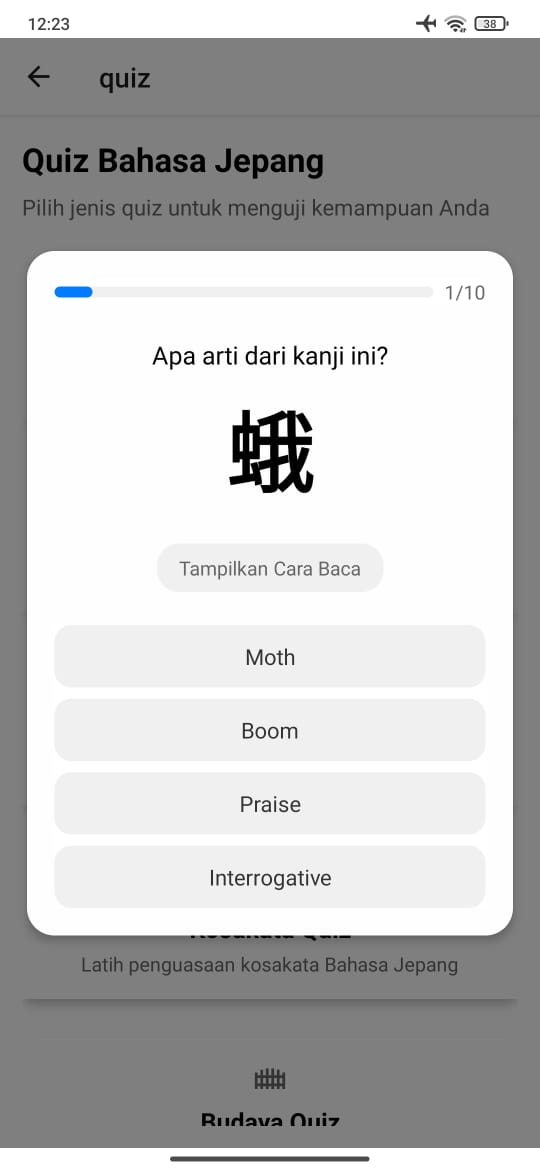 12:23
38
quiz
Quiz Bahasa Jepang
Pilih jenis quiz untuk menguji kemampuan Anda
1/10
Apa arti dari kanji ini?
蛾
Tampilkan Cara Baca
Moth
Boom
Praise
Interrogative
Kosakata Quiz
Latih penguasaan kosakata Bahasa Jepang
Budaya Quiz